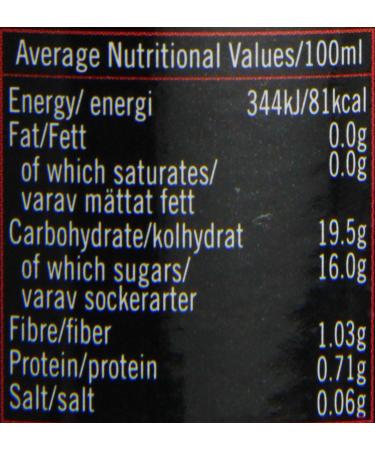 Average Nutritional Values/100ml
Energy/ energi 344kJ/81kcal
Fat/Fett 0.0g
of which saturates/ 0.0g
varav mättat fett
Carbohydrate/kolhydrat 19.5g
of which sugars/ 16.0g
varav sockerarter
Fibre/fiber 1.03g
Protein/protein 0.71g
Salt/salt 0.06g